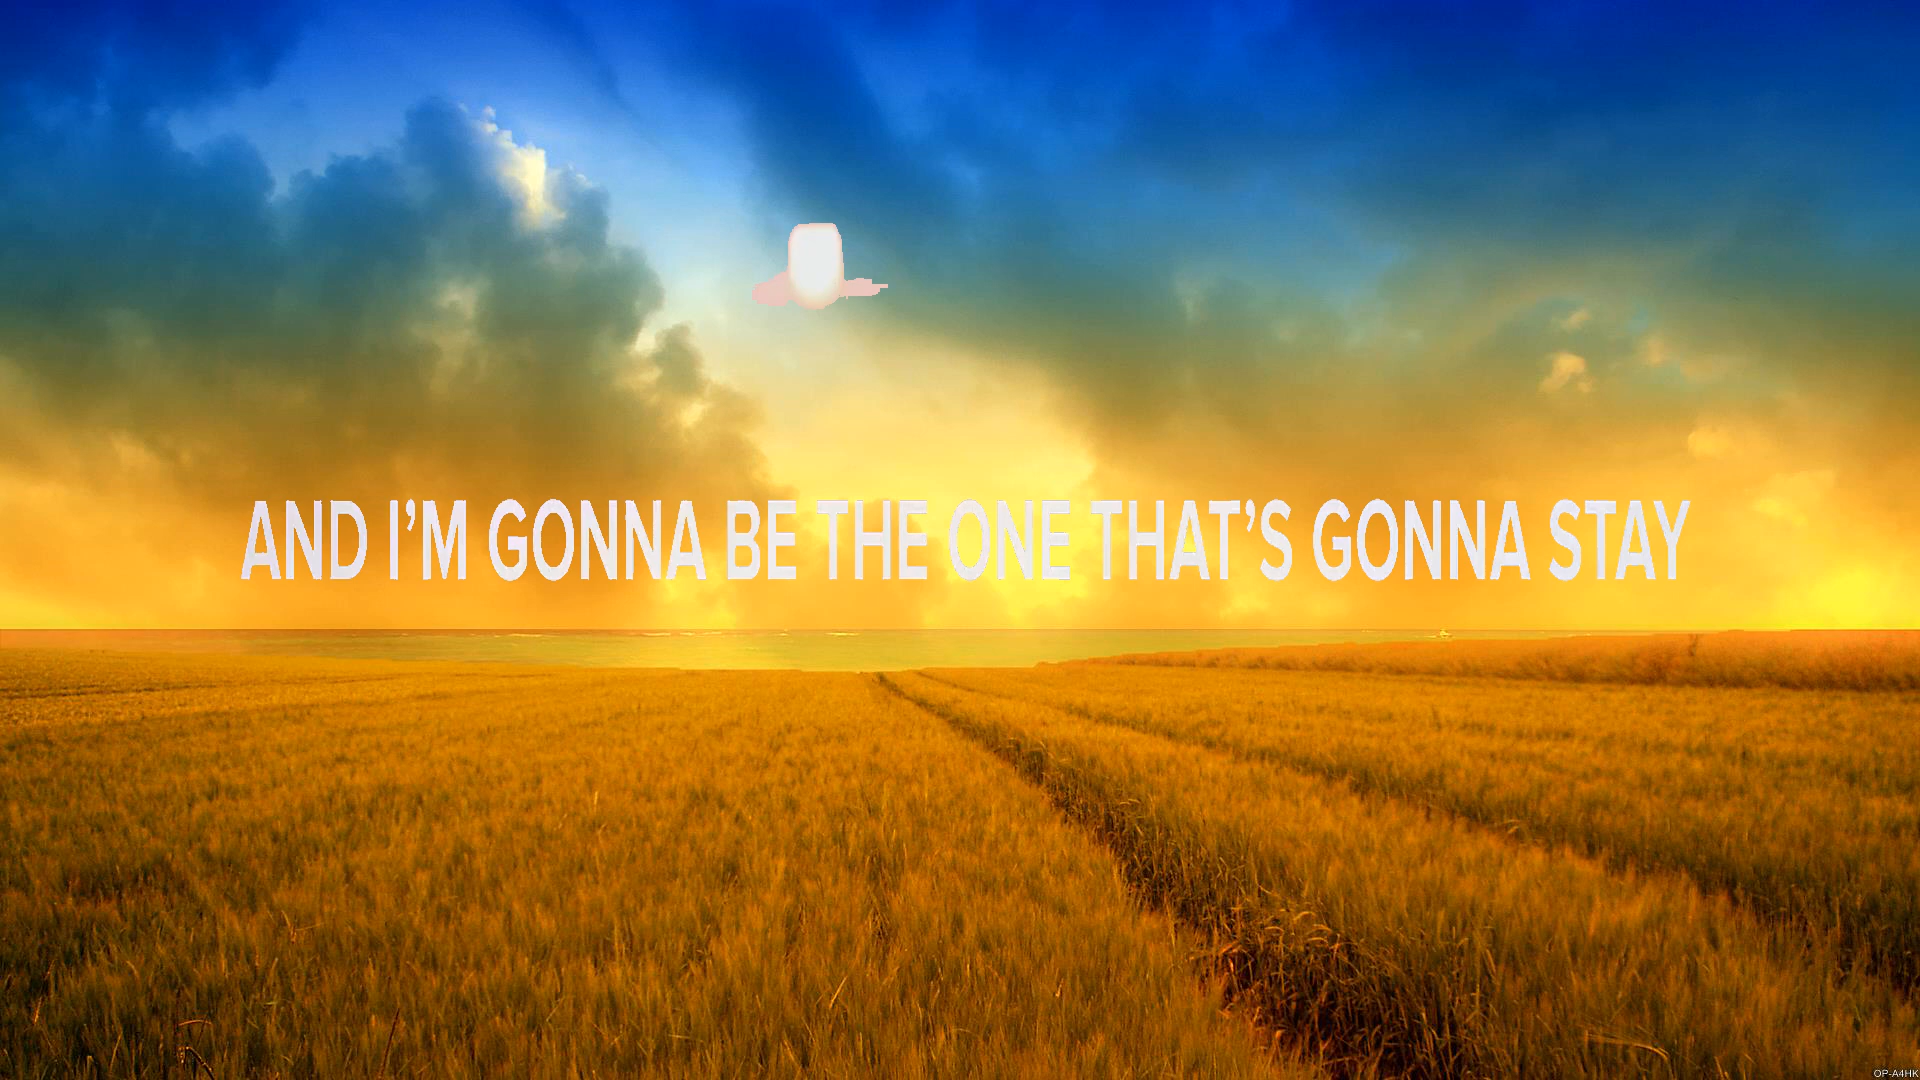 AND I’M GONNA BE THE ONE THAT’S GONNA STAY
OP-A4HK